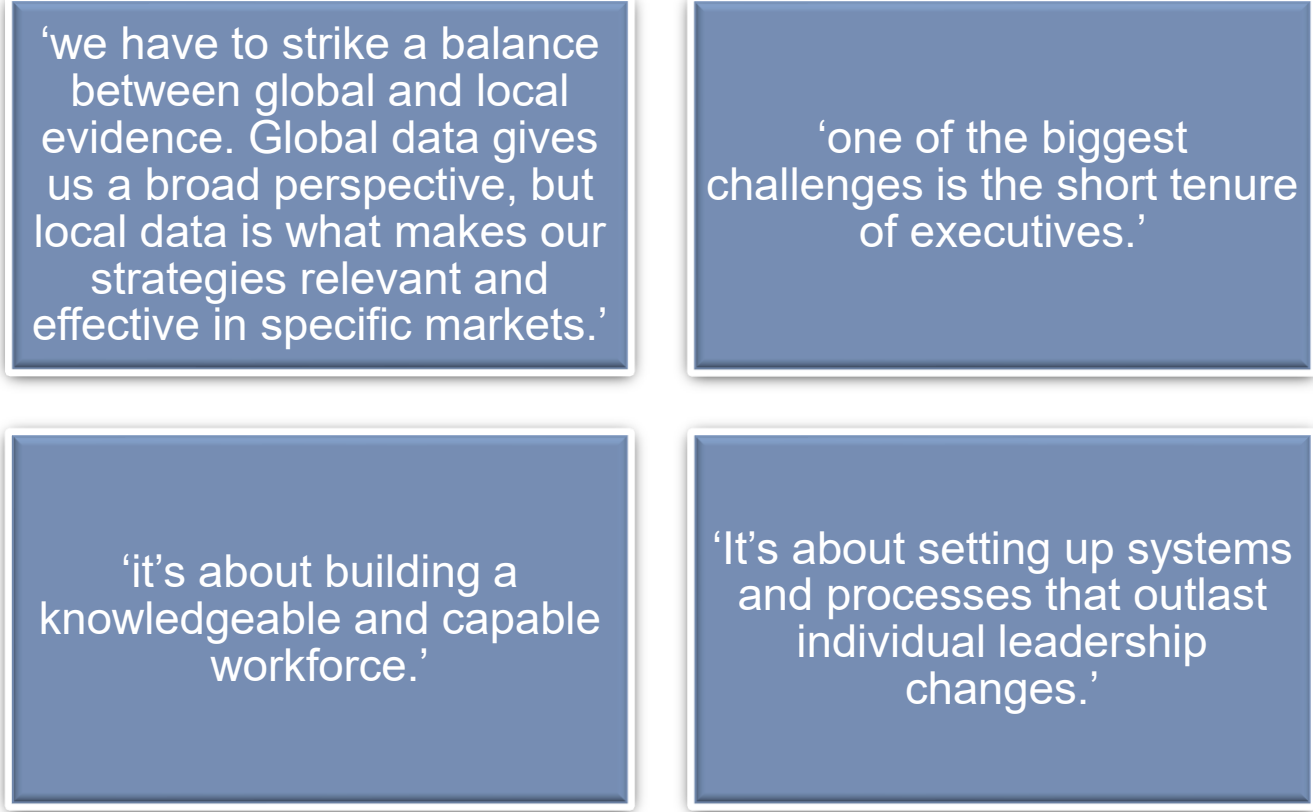 ‘we have to strike a balance
between global and local
evidence. Global data gives
us a broad perspective, but
local data is what makes our
strategies relevant and
effective in specific markets.’
‘one of the biggest
challenges is the short tenure
of executives.’
‘it’s about building a
knowledgeable and capable
workforce.’
‘It’s about setting up systems
and processes that outlast
individual leadership
changes.’